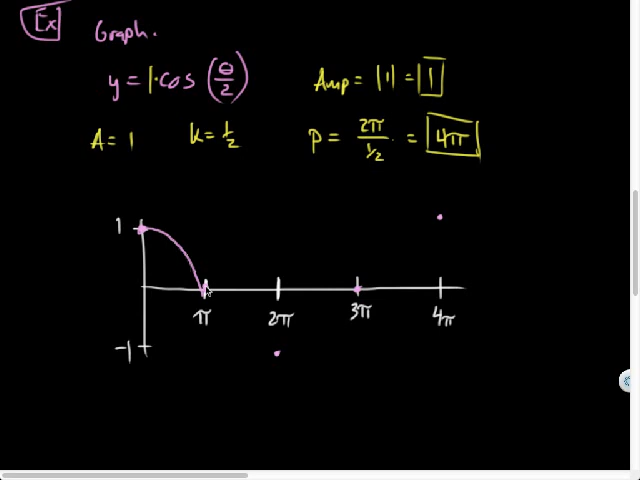 Ex Graph.
y = 1·cos (θ/2) Amp = |1| = 1
A = 1 K = 1/2 P = 2π / 1/2 = 4π
1
π 2π 3π 4π
-1